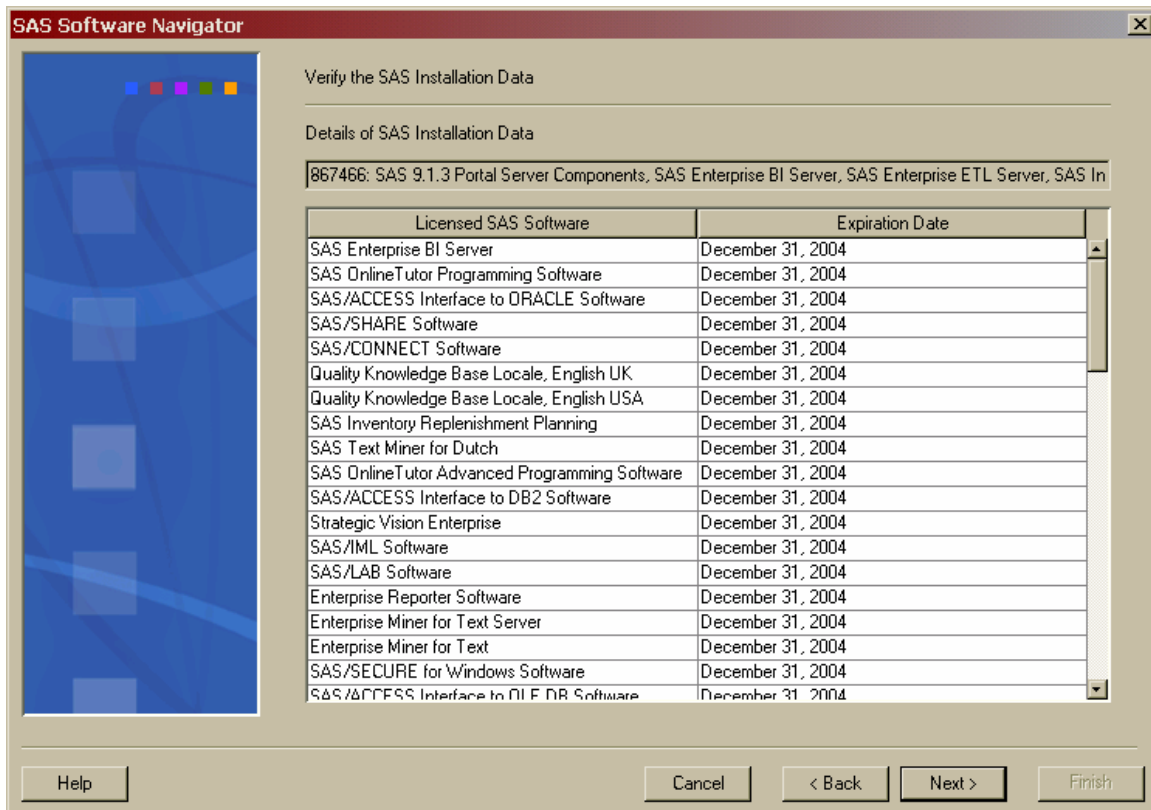 SAS Software Navigator
Verify the SAS Installation Data
Details of SAS Installation Data
867466: SAS 9.1.3 Portal Server Components, SAS Enterprise BI Server, SAS Enterprise ETL Server, SAS In
Licensed SAS Software Expiration Date
SAS Enterprise BI Server December 31, 2004
SAS OnlineTutor Programming Software December 31, 2004
SAS/ACCESS Interface to ORACLE Software December 31, 2004
SAS/SHARE Software December 31, 2004
SAS/CONNECT Software December 31, 2004
Quality Knowledge Base Locale, English UK December 31, 2004
Quality Knowledge Base Locale, English USA December 31, 2004
SAS Inventory Replenishment Planning December 31, 2004
SAS Text Miner for Dutch December 31, 2004
SAS OnlineTutor Advanced Programming Software December 31, 2004
SAS/ACCESS Interface to DB2 Software December 31, 2004
Strategic Vision Enterprise December 31, 2004
SAS/IML Software December 31, 2004
SAS/LAB Software December 31, 2004
Enterprise Reporter Software December 31, 2004
Enterprise Miner for Text Server December 31, 2004
Enterprise Miner for Text December 31, 2004
SAS/SECURE for Windows Software December 31, 2004
SAS/ACCESS Interface to OLE DB Software December 31, 2004
Help Cancel < Back Next > Finish